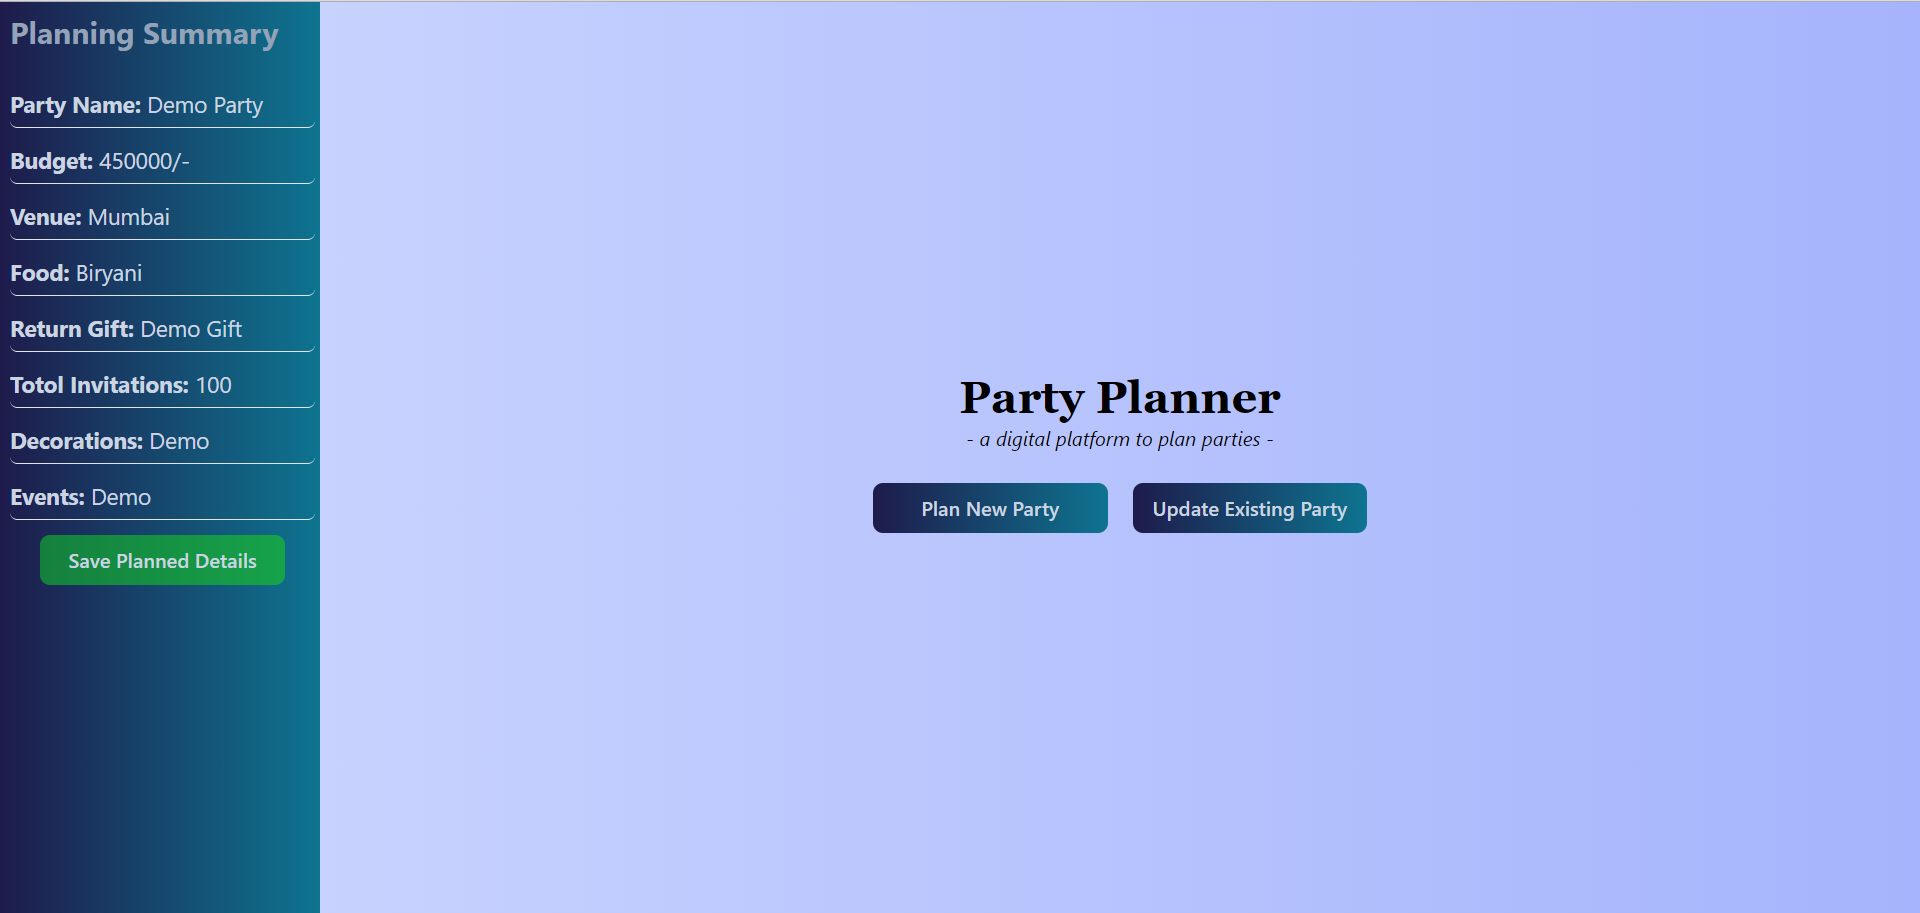 Planning Summary
Party Name: Demo Party
Budget: 450000/-
Venue: Mumbai
Food: Biryani
Return Gift: Demo Gift
Totol Invitations: 100
Decorations: Demo
Events: Demo
Save Planned Details
Party Planner
- a digital platform to plan parties -
Plan New Party
Update Existing Party